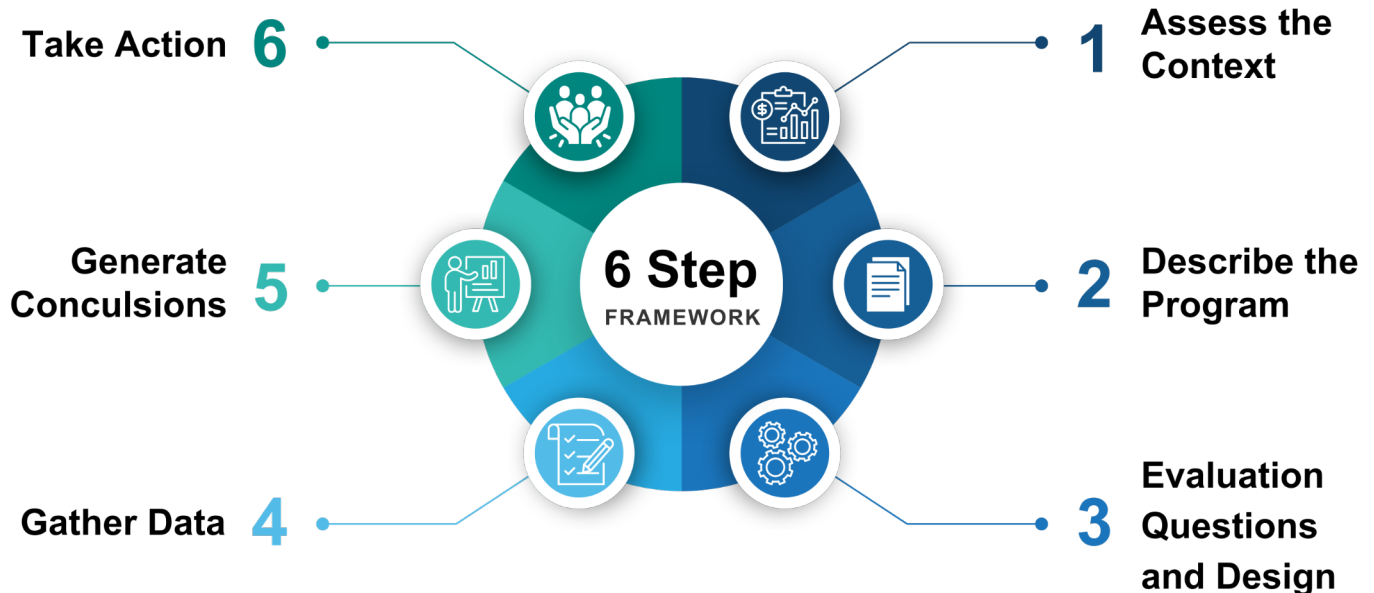 1
Assess the
Context
2
Describe the
Program
3
Evaluation
Questions
and Design
4
Gather Data
5
Generate
Conculsions
6
Take Action
6 Step
FRAMEWORK
$